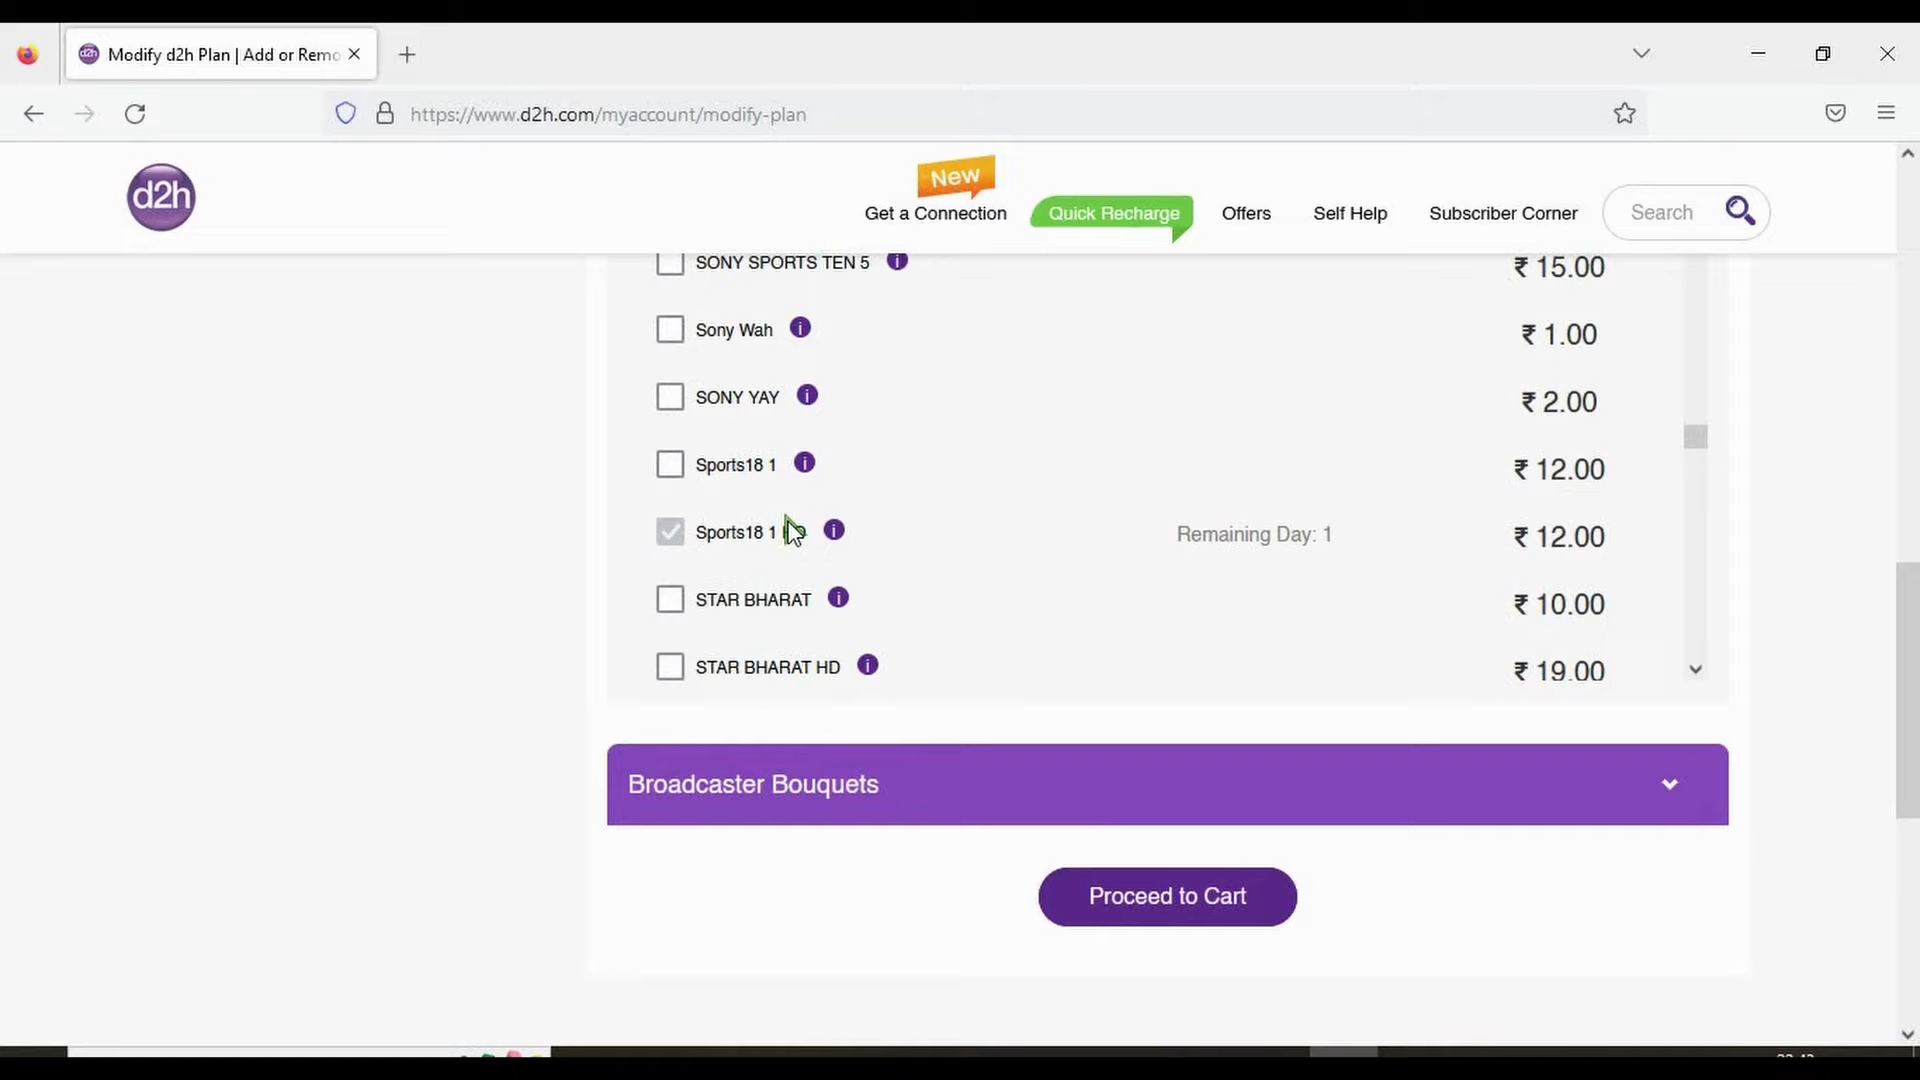 Modify d2h Plan | Add or Remo
https://www.d2h.com/myaccount/modify-plan
d2h
New
Get a Connection
Quick Recharge
Offers
Self Help
Subscriber Corner
Search
SONY SPORTS TEN 5 i ₹ 15.00
Sony Wah i ₹ 1.00
SONY YAY i ₹ 2.00
Sports18 1 i ₹ 12.00
Sports18 1 i Remaining Day: 1 ₹ 12.00
STAR BHARAT i ₹ 10.00
STAR BHARAT HD i ₹ 19.00
Broadcaster Bouquets
Proceed to Cart